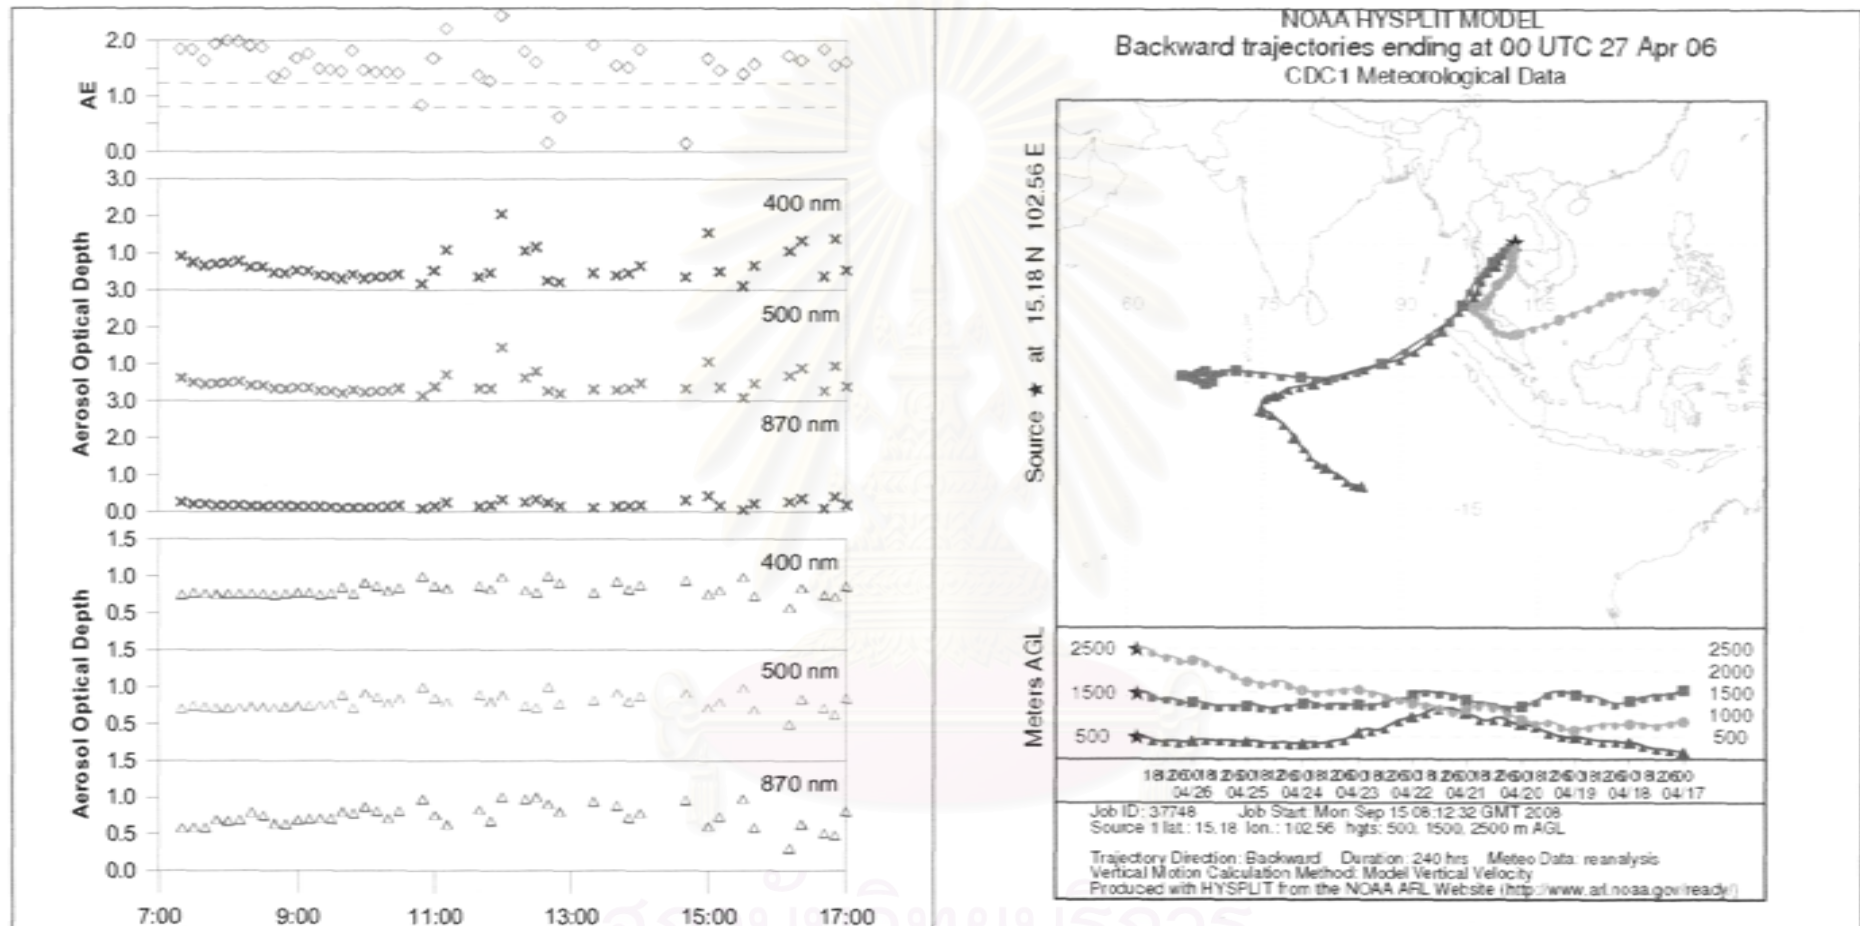 2.0
AE
1.0
0.0
3.0
400 nm
2.0
1.0
Aerosol Optical Depth
3.0
500 nm
2.0
1.0
3.0
870 nm
2.0
1.0
0.0
1.5
400 nm
1.0
0.5
Aerosol Optical Depth
1.5
500 nm
1.0
0.5
1.5
870 nm
1.0
0.5
0.0
7:00 9:00 11:00 13:00 15:00 17:00
NOAA HYSPLIT MODEL
Backward trajectories ending at 00 UTC 27 Apr 06
CDC1 Meteorological Data
Source ★ at 15.18 N 102.56 E
60 75 90 105
-15
Meters AGL
2500 2500
2000
1500 1500
1000
500 500
04/26 04/25 04/24 04/23 04/22 04/21 04/20 04/19 04/18 04/17
Job ID: 37748 Job Start: Mon Sep 15 08:12:32 GMT 2008
Source 1 lat.: 15.18 lon.: 102.56 hgts: 500, 1500, 2500 m AGL
Trajectory Direction: Backward Duration: 240 hrs Meteo Data: reanalysis
Vertical Motion Calculation Method: Model Vertical Velocity
Produced with HYSPLIT from the NOAA ARL Website (http://www.arl.noaa.gov/ready/)